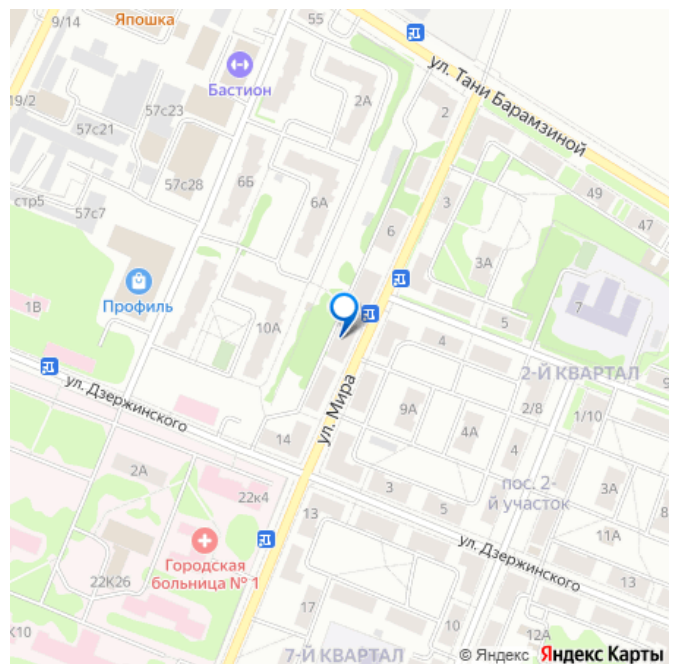 9/14
Япошка
55
ул. Тани Барамзиной
Бастион
2А
2
19/2
57с23
57с21
57с28
6Б
6А
стр5
57с7
6
3
49
47
3А
1В
Профиль
10А
7
4
5
2-Й КВАРТАЛ
9
ул. Дзержинского
ул. Мира
9А
4А
2/8
1/10
4
14
2А
22к4
3
5
пос. 2-
й участок
3А
8
11А
13
Городская
больница № 1
22К26
ул. Дзержинского
13
17
10
12А
К10
7-Й КВАРТАЛ
© Яндекс Яндекс Карты